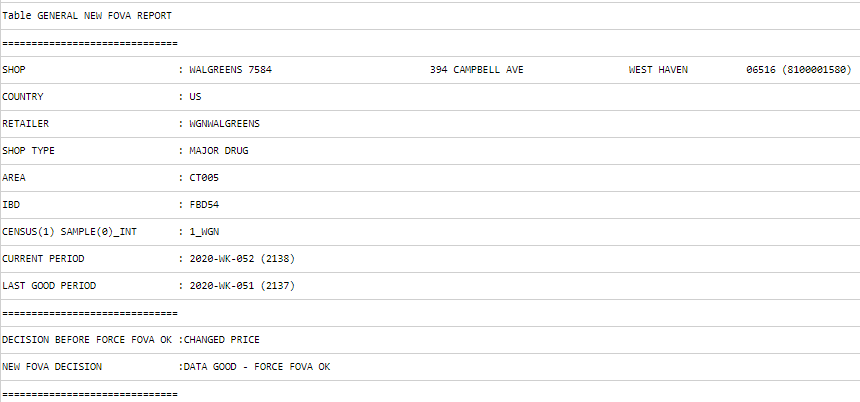 Table GENERAL NEW FOVA REPORT
==============================
SHOP : WALGREENS 7584 394 CAMPBELL AVE WEST HAVEN 06516 (8100001580)
COUNTRY : US
RETAILER : WGNWALGREENS
SHOP TYPE : MAJOR DRUG
AREA : CT005
IBD : FBD54
CENSUS(1) SAMPLE(0)_INT : 1_WGN
CURRENT PERIOD : 2020-WK-052 (2138)
LAST GOOD PERIOD : 2020-WK-051 (2137)
==============================
DECISION BEFORE FORCE FOVA OK :CHANGED PRICE
NEW FOVA DECISION :DATA GOOD - FORCE FOVA OK
==============================